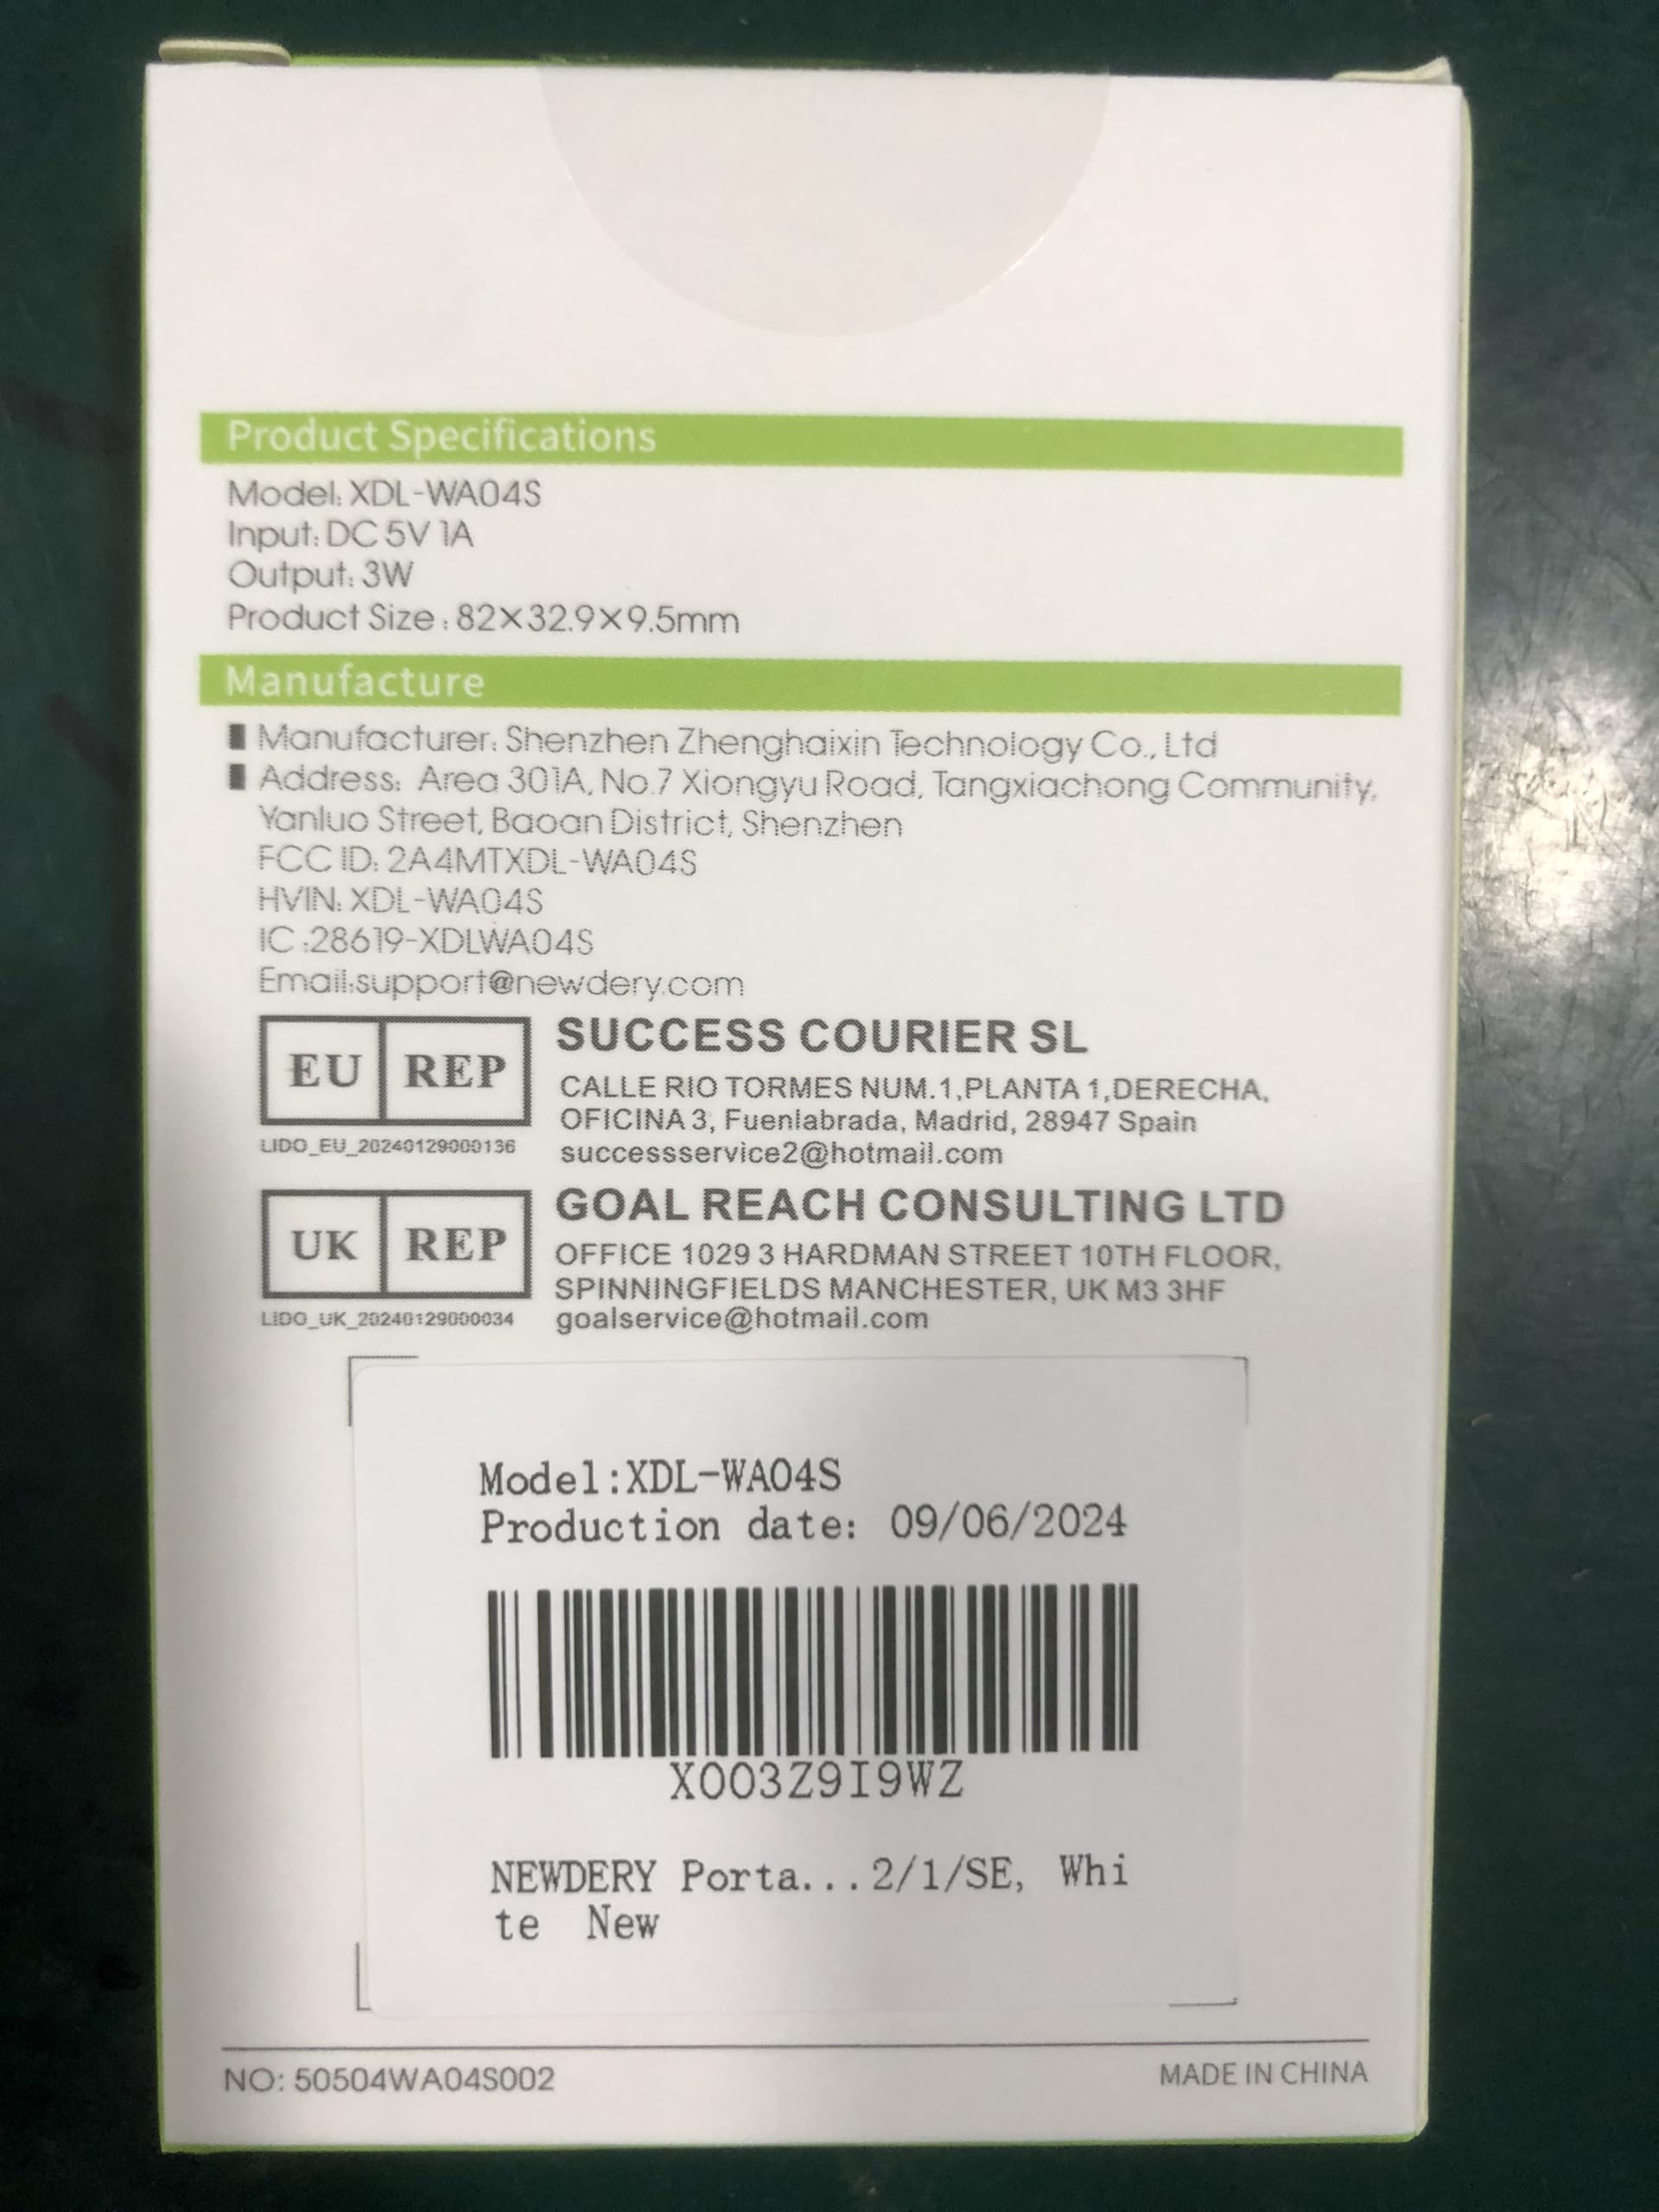 Product Specifications
Model: XDL-WA04S
Input: DC 5V 1A
Output: 3W
Product Size : 82×32.9×9.5mm
Manufacture
Manufacturer: Shenzhen Zhenghaixin Technology Co., Ltd
Address: Area 301A, No.7 Xiongyu Road, Tangxiachong Community,
Yanluo Street, Baoan District, Shenzhen
FCC ID: 2A4MTXDL-WA04S
HVIN: XDL-WA04S
IC :28619-XDLWA04S
Email:support@newdery.com
EU REP
SUCCESS COURIER SL
CALLE RIO TORMES NUM.1,PLANTA 1,DERECHA,
OFICINA 3, Fuenlabrada, Madrid, 28947 Spain
LIDO_EU_20240129000136
successservice2@hotmail.com
UK REP
GOAL REACH CONSULTING LTD
OFFICE 1029 3 HARDMAN STREET 10TH FLOOR,
SPINNINGFIELDS MANCHESTER, UK M3 3HF
LIDO_UK_20240129000034
goalservice@hotmail.com
Model:XDL-WA04S
Production date: 09/06/2024
X003Z9I9WZ
NEWDERY Porta...2/1/SE, Whi
te New
NO: 50504WA04S002
MADE IN CHINA